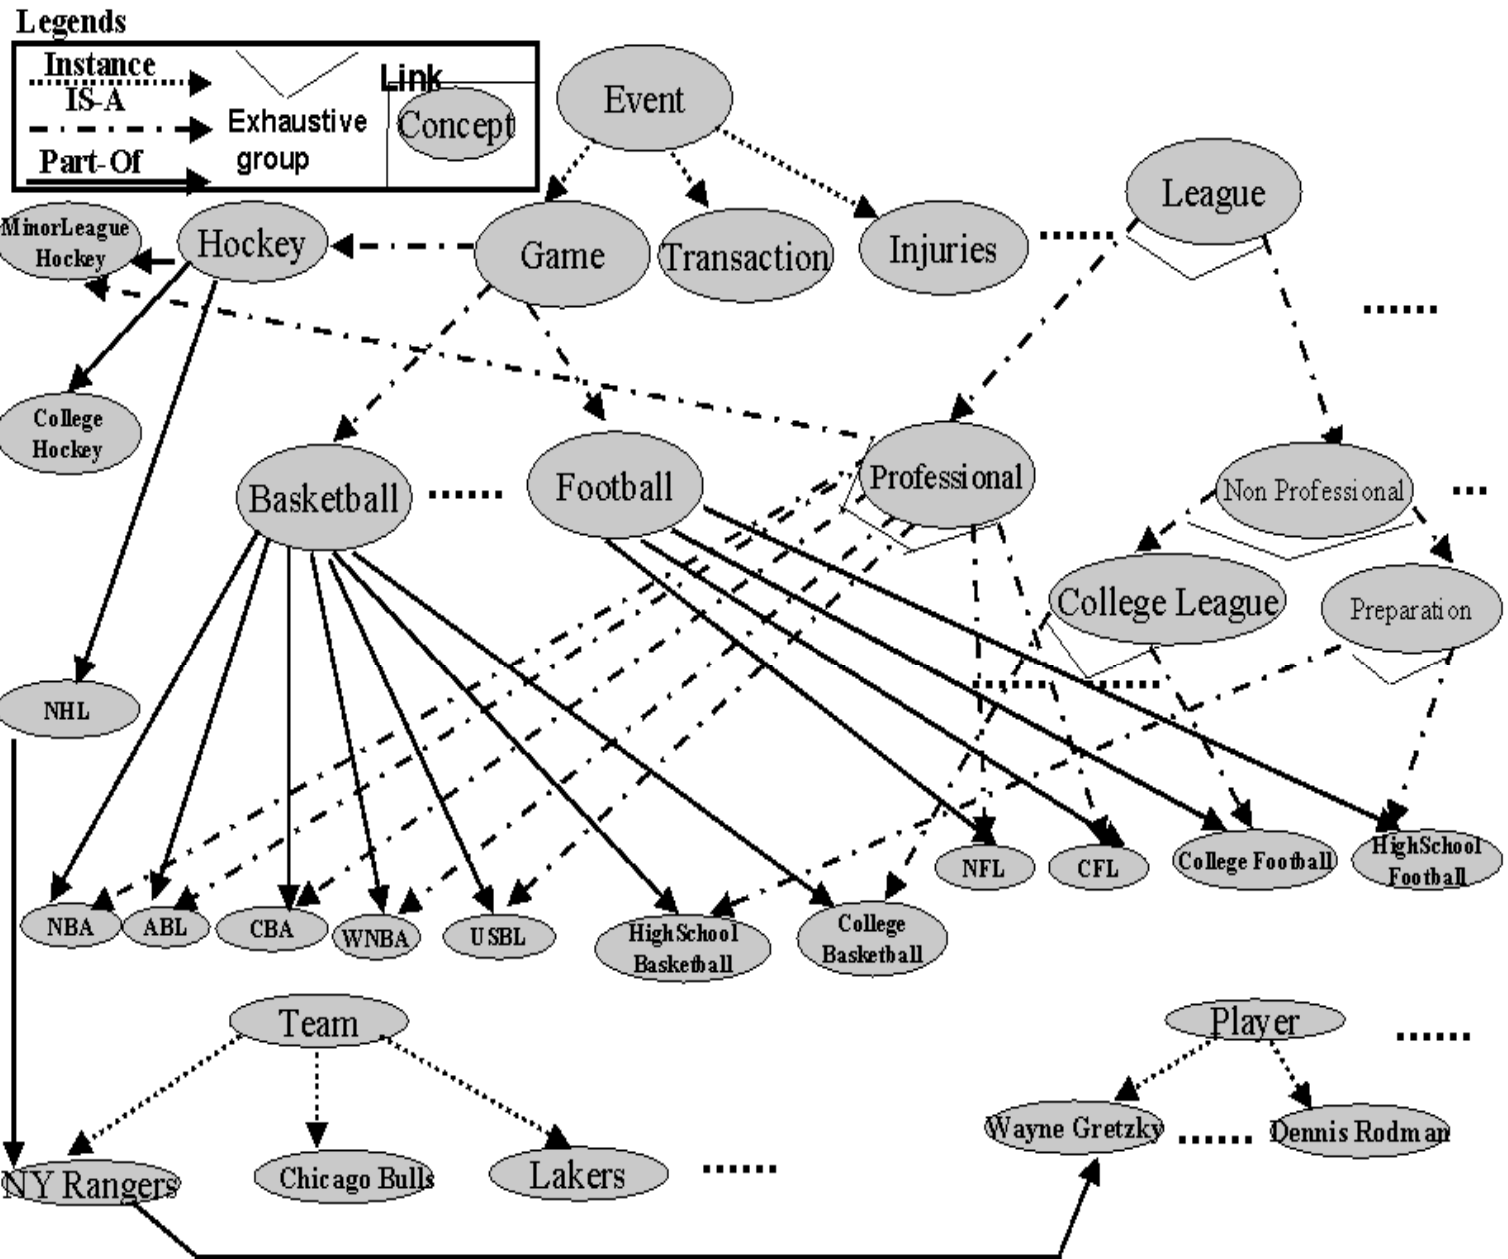 Legends
Instance
IS-A
Part-Of
Exhaustive
group
Link
Concept
Event
League
MinorLeague
Hockey
Hockey
Game
Transaction
Injuries
College
Hockey
Basketball
Football
Professional
Non Professional
College League
Preparation
NHL
NFL
CFL
College Football
HighSchool
Football
NBA
ABL
CBA
WNBA
USBL
HighSchool
Basketball
College
Basketball
Team
Player
Wayne Gretzky
Dennis Rodman
NY Rangers
Chicago Bulls
Lakers